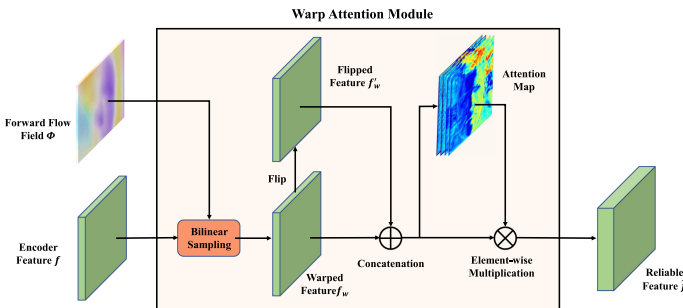 Warp Attention Module
Forward Flow
Field Φ
Flipped
Feature f′w
Attention
Map
Flip
Encoder
Feature f
Bilinear
Sampling
Warped
Featurefw
Concatenation
Element-wise
Multiplication
Reliable
Feature